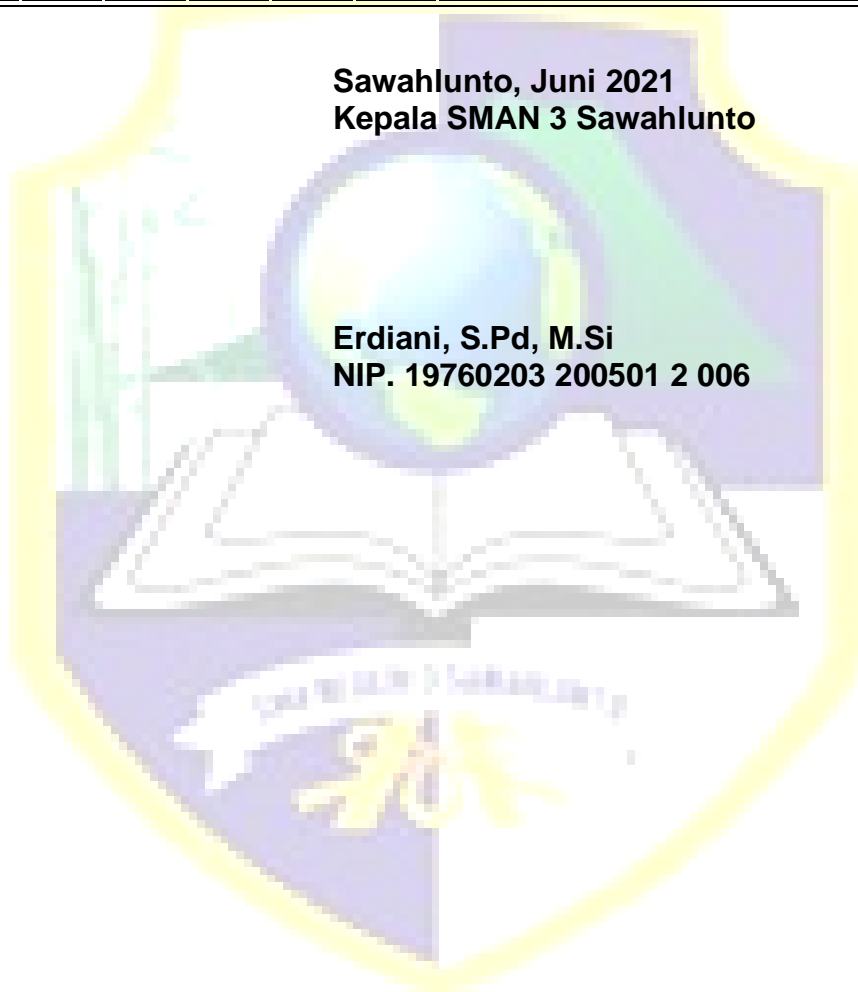 Sawahlunto, Juni 2021
Kepala SMAN 3 Sawahlunto
Erdiani, S.Pd, M.Si
NIP. 19760203 200501 2 006